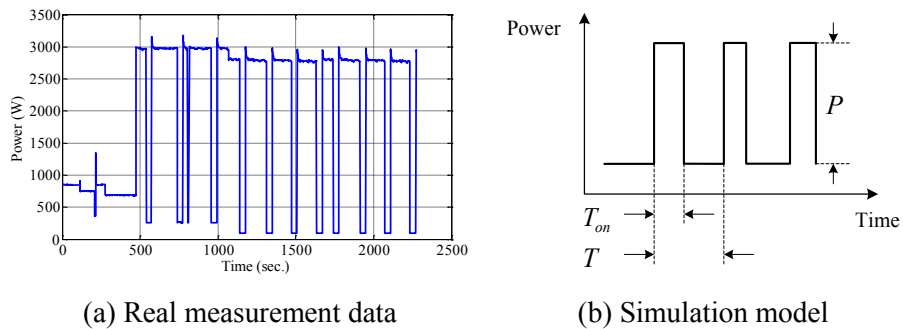 3500
3000
2500
2000
1500
1000
500
0
Power (W)
0 500 1000 1500 2000 2500
Time (sec.)
(a) Real measurement data
Power
P
Time
Ton
T
(b) Simulation model